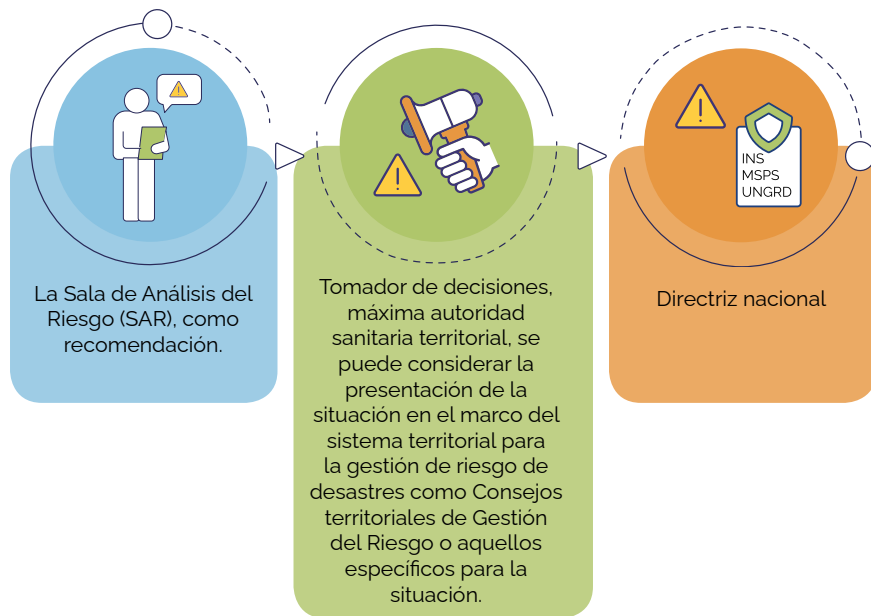 La Sala de Análisis del
Riesgo (SAR), como
recomendación.
Tomador de decisiones,
máxima autoridad
sanitaria territorial, se
puede considerar la
presentación de la
situación en el marco del
sistema territorial para
la gestión de riesgo de
desastres como Consejos
territoriales de Gestión
del Riesgo o aquellos
específicos para la
situación.
INS
MSPS
UNGRD
Directriz nacional